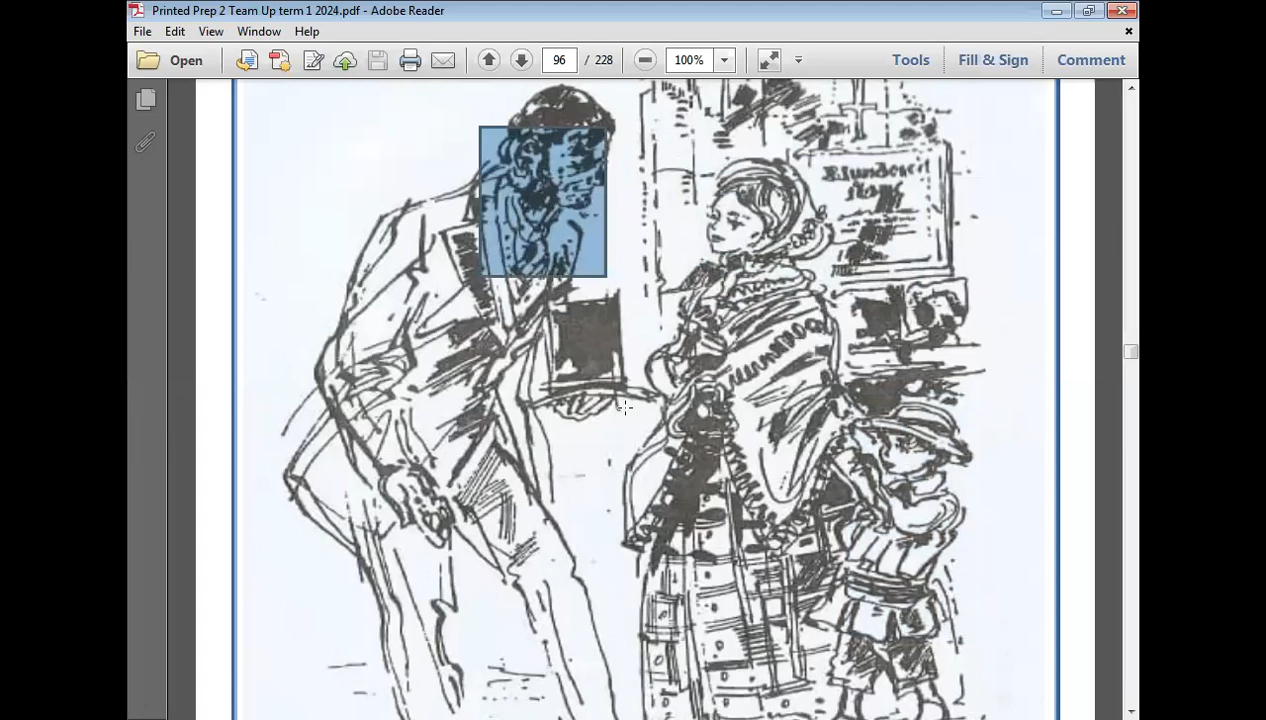 Printed Prep 2 Team Up term 1 2024.pdf - Adobe Reader
File Edit View Window Help
Open 96 / 228 100% Tools Fill & Sign Comment